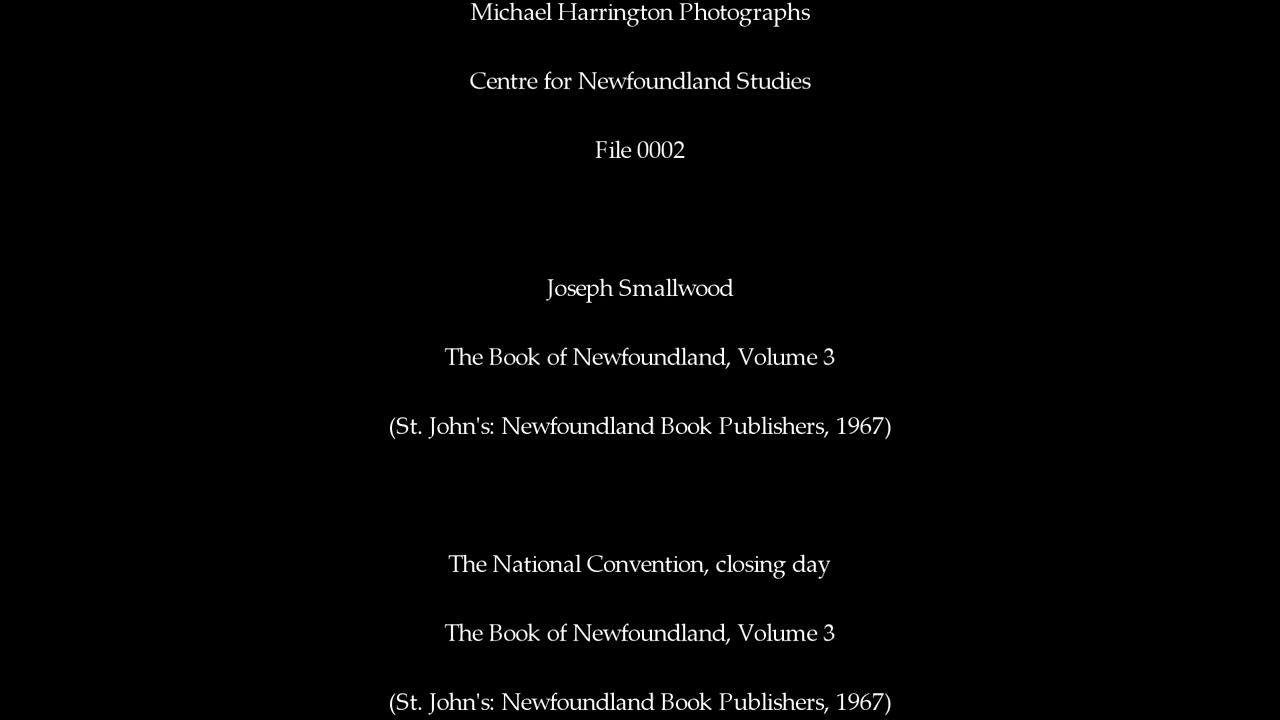 Michael Harrington Photographs
Centre for Newfoundland Studies
File 0002
Joseph Smallwood
The Book of Newfoundland, Volume 3
(St. John's: Newfoundland Book Publishers, 1967)
The National Convention, closing day
The Book of Newfoundland, Volume 3
(St. John's: Newfoundland Book Publishers, 1967)